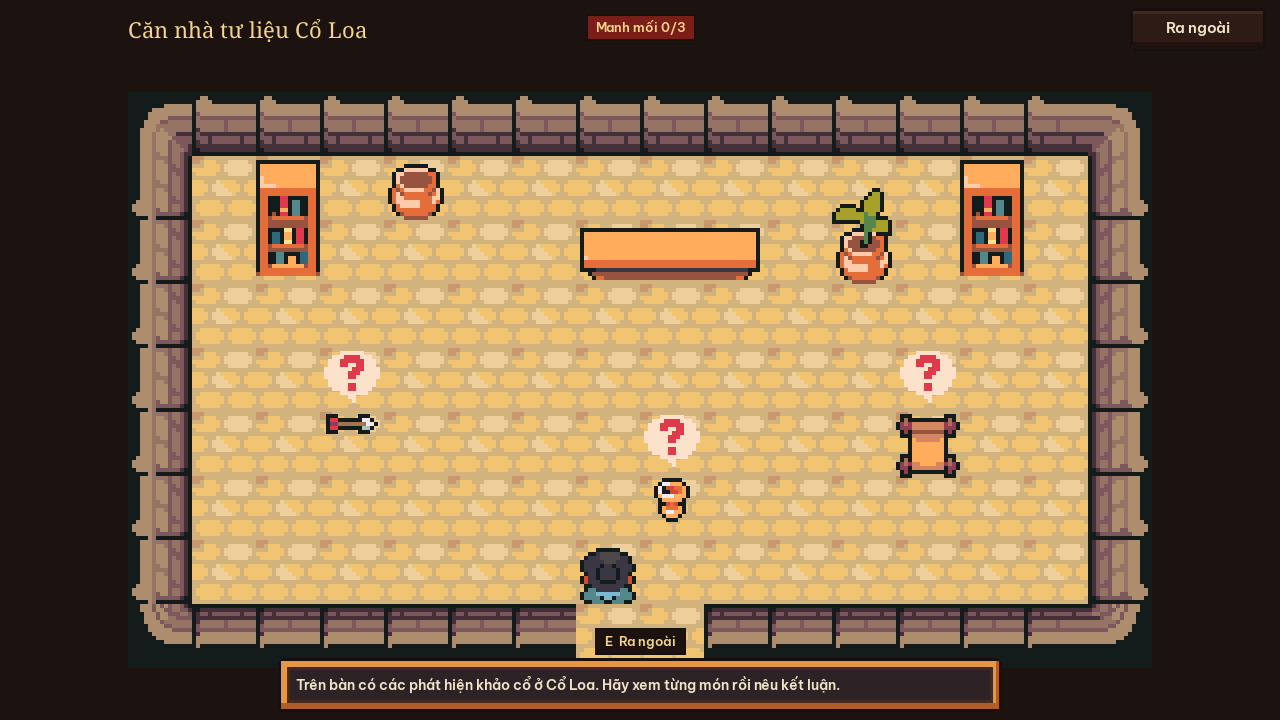 Căn nhà tư liệu Cổ Loa
Manh mối 0/3
Ra ngoài
?
?
?
E Ra ngoài
Trên bàn có các phát hiện khảo cổ ở Cổ Loa. Hãy xem từng món rồi nêu kết luận.